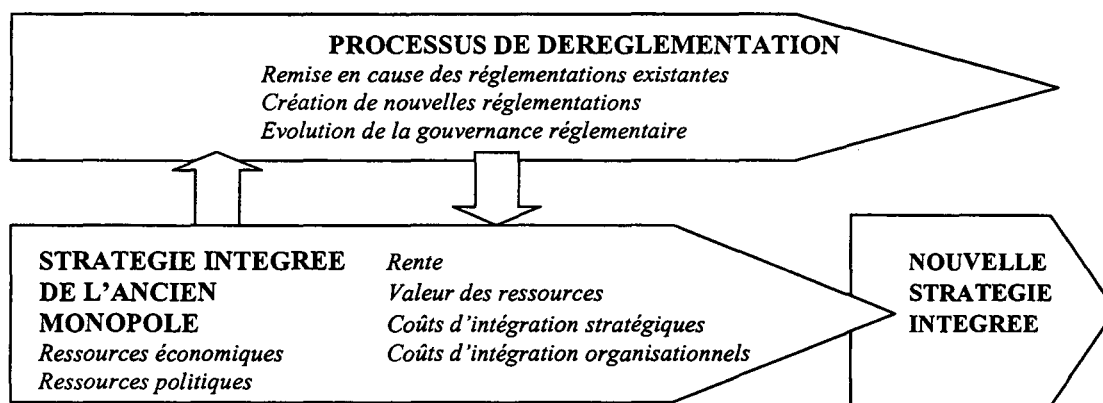 PROCESSUS DE DEREGLEMENTATION
Remise en cause des réglementations existantes
Création de nouvelles réglementations
Evolution de la gouvernance réglementaire
STRATEGIE INTEGREE
DE L'ANCIEN
MONOPOLE
Ressources économiques
Ressources politiques
Rente
Valeur des ressources
Coûts d'intégration stratégiques
Coûts d'intégration organisationnels
NOUVELLE
STRATEGIE
INTEGREE